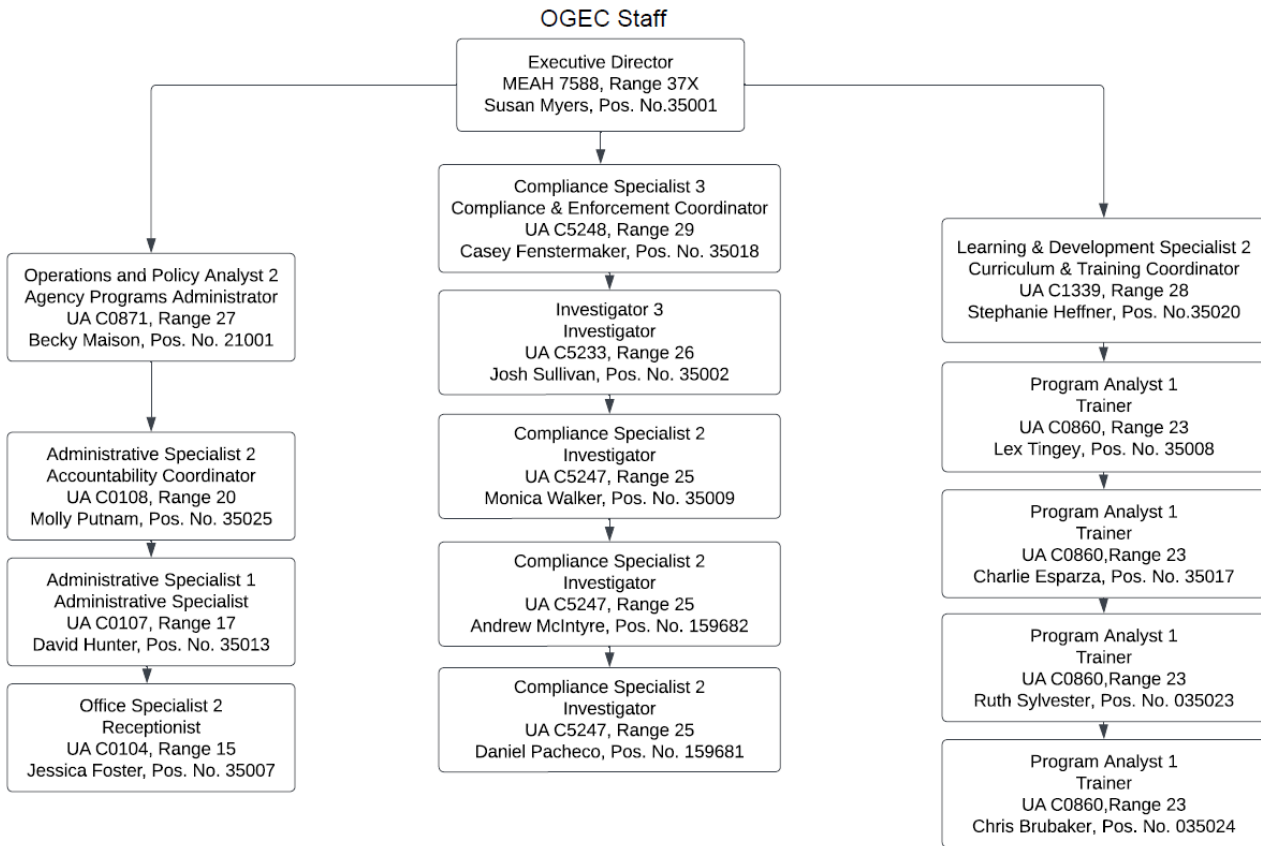 OGEC Staff
Executive Director
MEAH 7588, Range 37X
Susan Myers, Pos. No.35001
Operations and Policy Analyst 2
Agency Programs Administrator
UA C0871, Range 27
Becky Maison, Pos. No. 21001
Administrative Specialist 2
Accountability Coordinator
UA C0108, Range 20
Molly Putnam, Pos. No. 35025
Administrative Specialist 1
Administrative Specialist
UA C0107, Range 17
David Hunter, Pos. No. 35013
Office Specialist 2
Receptionist
UA C0104, Range 15
Jessica Foster, Pos. No. 35007
Compliance Specialist 3
Compliance & Enforcement Coordinator
UA C5248, Range 29
Casey Fenstermaker, Pos. No. 35018
Investigator 3
Investigator
UA C5233, Range 26
Josh Sullivan, Pos. No. 35002
Compliance Specialist 2
Investigator
UA C5247, Range 25
Monica Walker, Pos. No. 35009
Compliance Specialist 2
Investigator
UA C5247, Range 25
Andrew McIntyre, Pos. No. 159682
Compliance Specialist 2
Investigator
UA C5247, Range 25
Daniel Pacheco, Pos. No. 159681
Learning & Development Specialist 2
Curriculum & Training Coordinator
UA C1339, Range 28
Stephanie Heffner, Pos. No.35020
Program Analyst 1
Trainer
UA C0860, Range 23
Lex Tingey, Pos. No. 35008
Program Analyst 1
Trainer
UA C0860,Range 23
Charlie Esparza, Pos. No. 35017
Program Analyst 1
Trainer
UA C0860,Range 23
Ruth Sylvester, Pos. No. 035023
Program Analyst 1
Trainer
UA C0860,Range 23
Chris Brubaker, Pos. No. 035024